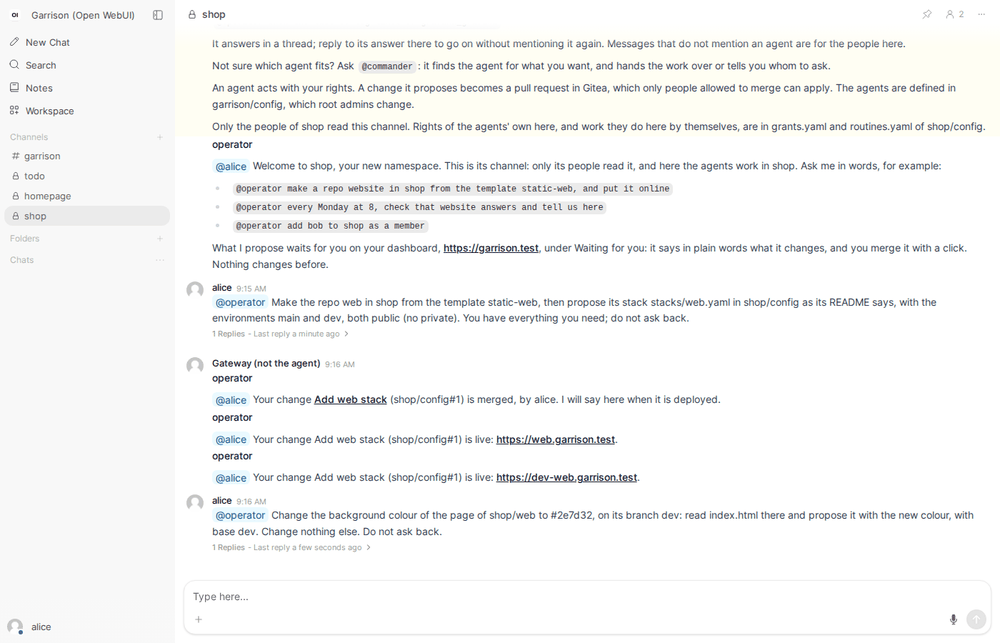 OI Garrison (Open WebUI)
New Chat
Search
Notes
Workspace
Channels
garrison
todo
homepage
shop
Folders
Chats
alice
shop
2
It answers in a thread; reply to its answer there to go on without mentioning it again. Messages that do not mention an agent are for the people here.
Not sure which agent fits? Ask @commander: it finds the agent for what you want, and hands the work over or tells you whom to ask.
An agent acts with your rights. A change it proposes becomes a pull request in Gitea, which only people allowed to merge can apply. The agents are defined in
garrison/config, which root admins change.
Only the people of shop read this channel. Rights of the agents' own here, and work they do here by themselves, are in grants.yaml and routines.yaml of shop/config.
operator
@alice Welcome to shop, your new namespace. This is its channel: only its people read it, and here the agents work in shop. Ask me in words, for example:
@operator make a repo website in shop from the template static-web, and put it online
@operator every Monday at 8, check that website answers and tell us here
@operator add bob to shop as a member
What I propose waits for you on your dashboard, https://garrison.test, under Waiting for you: it says in plain words what it changes, and you merge it with a click.
Nothing changes before.
alice 9:15 AM
@operator Make the repo web in shop from the template static-web, then propose its stack stacks/web.yaml in shop/config as its README says, with the
environments main and dev, both public (no private). You have everything you need; do not ask back.
1 Replies - Last reply a minute ago
Gateway (not the agent) 9:16 AM
operator
@alice Your change Add web stack (shop/config#1) is merged, by alice. I will say here when it is deployed.
operator
@alice Your change Add web stack (shop/config#1) is live: https://web.garrison.test.
operator
@alice Your change Add web stack (shop/config#1) is live: https://dev-web.garrison.test.
alice 9:16 AM
@operator Change the background colour of the page of shop/web to #2e7d32, on its branch dev: read index.html there and propose it with the new colour, with
base dev. Change nothing else. Do not ask back.
1 Replies - Last reply a few seconds ago
Type here...